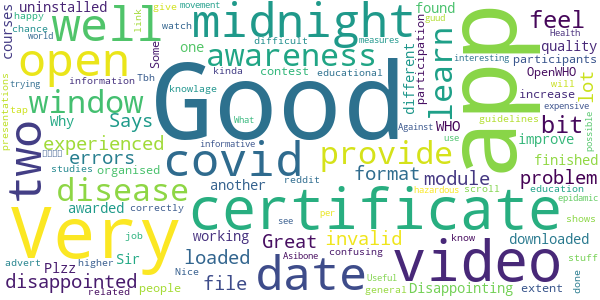 happy movement give
world chance link
courses uninstalled
well
midnight
found
feel
watch Some one
difficult
app
open
awareness
different
participation
learn
quality
Health
interesting
trying
information Tbh
contest educational
participants
presentations
tap
kinda
OpenWHO
will
window
Good
lot
expensive
knowlage
What
Against
measures
increase
Why Says
WHO
guidelines
two
experienced
covid
provide
bit
improve
use
possible
errors
informative
studies organised
format
module
finished
disease
another
reddit
problem
awarded correctly
certificate
hazardous
scroll
education
epidemic
Very
per
shows
job
see
working
Great
invalid
downloaded
advert higher
Sir
loaded
Asibone
confusing
know
stuff
disappointed
Plzz
people
file
date
video
Nice
Useful
general
Disappointing
extent
related
done
guud